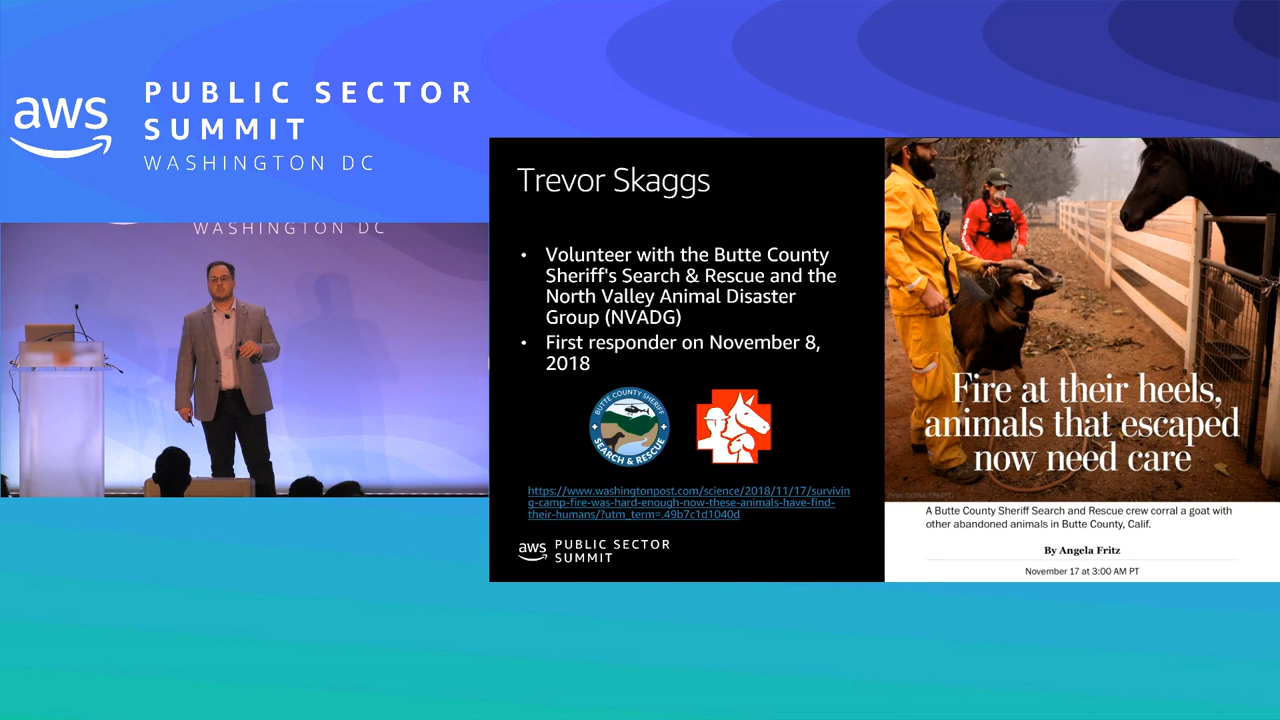 aws
PUBLIC SECTOR
SUMMIT
WASHINGTON DC
WASHINGTON DC
Trevor Skaggs
• Volunteer with the Butte County
Sheriff's Search & Rescue and the
North Valley Animal Disaster
Group (NVADG)
• First responder on November 8,
2018
BUTTE COUNTY SHERIFF
SEARCH & RESCUE
https://www.washingtonpost.com/science/2018/11/17/survivin
g-camp-fire-was-hard-enough-now-these-animals-have-find-
their-humans/?utm_term=.49b7c1d1040d
aws
PUBLIC SECTOR
SUMMIT
Fire at their heels,
animals that escaped
now need care
A Butte County Sheriff Search and Rescue crew corral a goat with
other abandoned animals in Butte County, Calif.
By Angela Fritz
November 17 at 3:00 AM PT